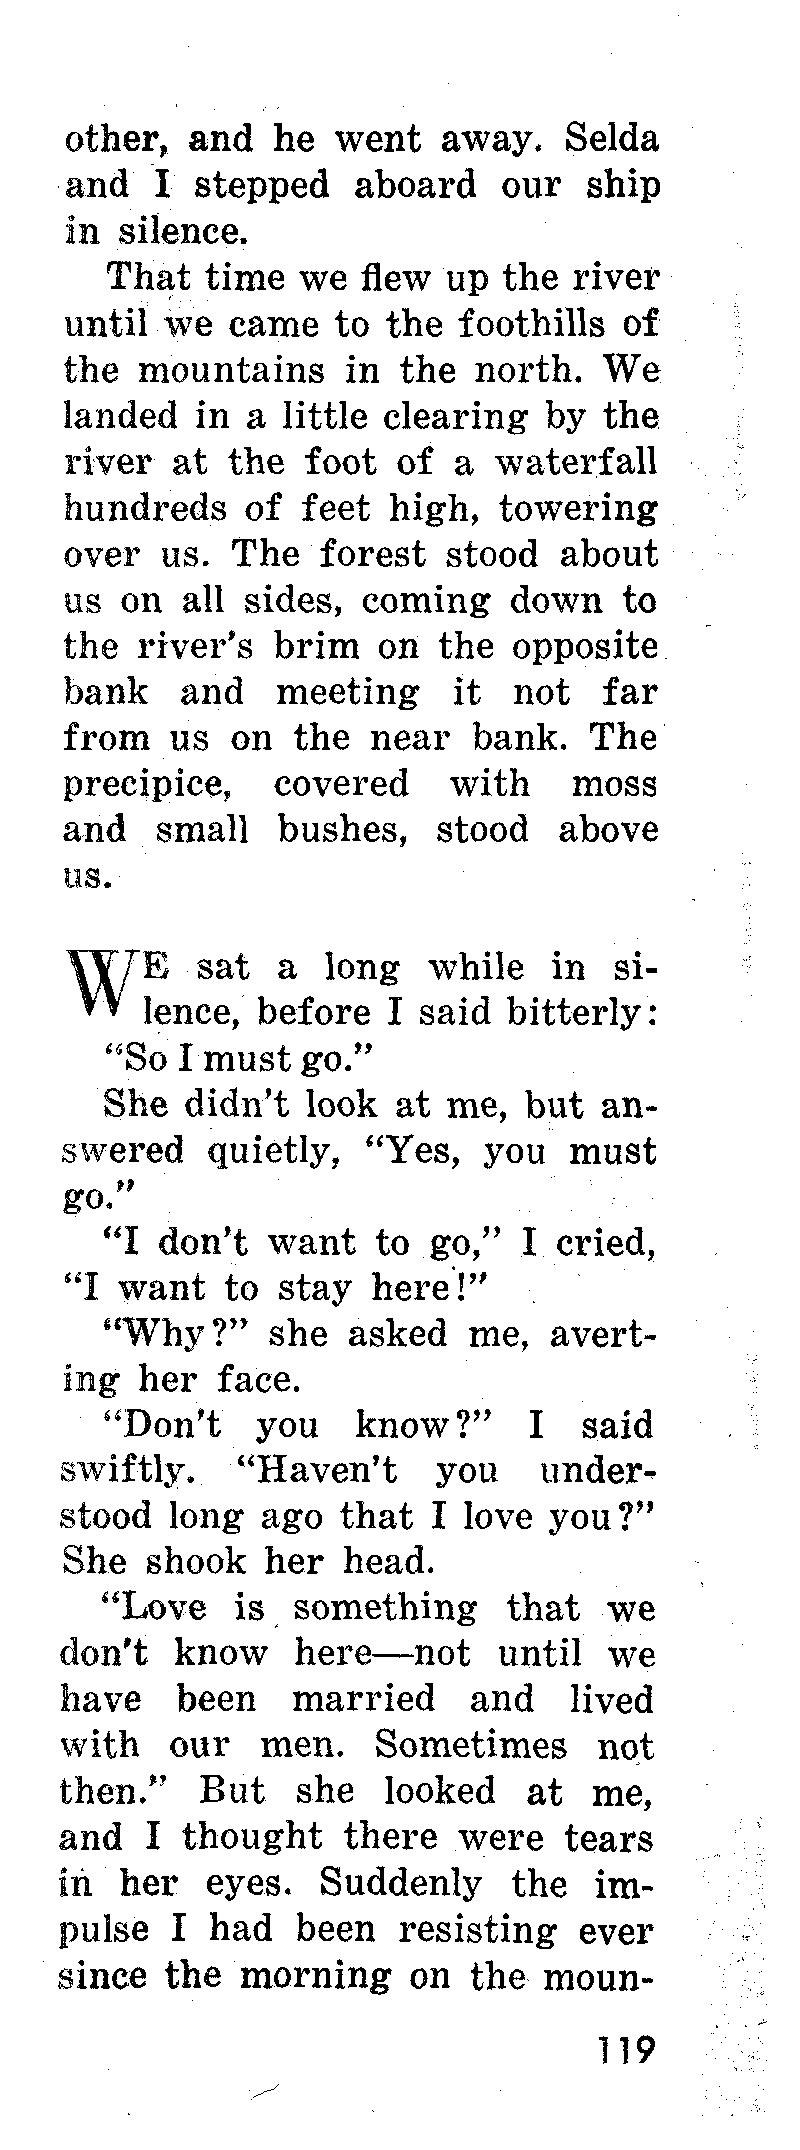 other, and he went away. Selda
and I stepped aboard our ship
in silence.
That time we flew up the river
until we came to the foothills of
the mountains in the north. We
landed in a little clearing by the
river at the foot of a waterfall
hundreds of feet high, towering
over us. The forest stood about
us on all sides, coming down to
the river's brim on the opposite
bank and meeting it not far
from us on the near bank. The
precipice, covered with moss
and small bushes, stood above
us.
WE sat a long while in si-
lence, before I said bitterly:
“So I must go.”
She didn't look at me, but an-
swered quietly, “Yes, you must
go.”
“I don't want to go,” I cried,
“I want to stay here!”
“Why?” she asked me, avert-
ing her face.
“Don't you know?” I said
swiftly. “Haven't you under-
stood long ago that I love you?”
She shook her head.
“Love is something that we
don't know here—not until we
have been married and lived
with our men. Sometimes not
then.” But she looked at me,
and I thought there were tears
in her eyes. Suddenly the im-
pulse I had been resisting ever
since the morning on the moun-
119